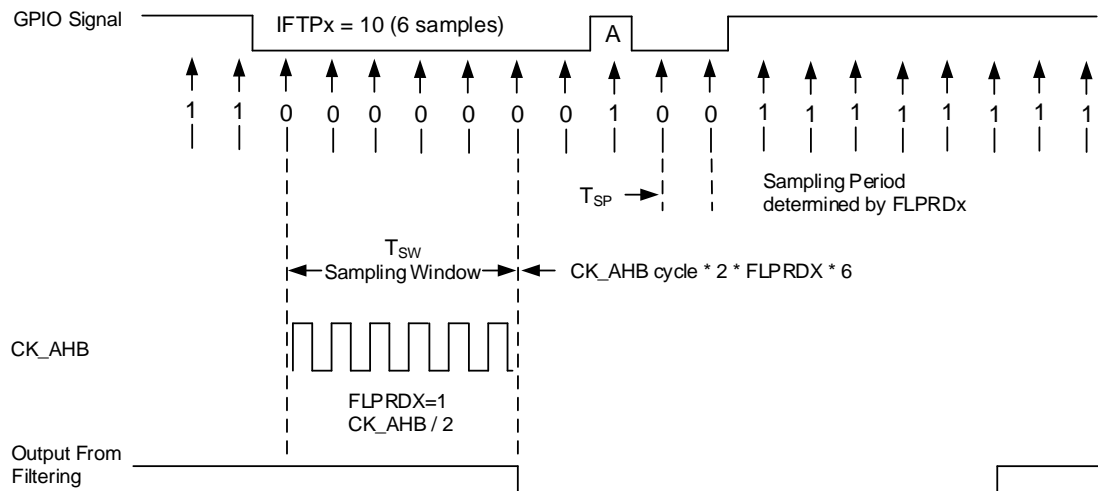 GPIO Signal
IFTPx = 10 (6 samples)
A
1 1 0 0 0 0 0 0 0 1 0 0 1 1 1 1 1 1 1 1
TSP
Sampling Period
determined by FLPRDx
TSW
Sampling Window
CK_AHB cycle * 2 * FLPRDX * 6
CK_AHB
FLPRDX=1
CK_AHB / 2
Output From
Filtering